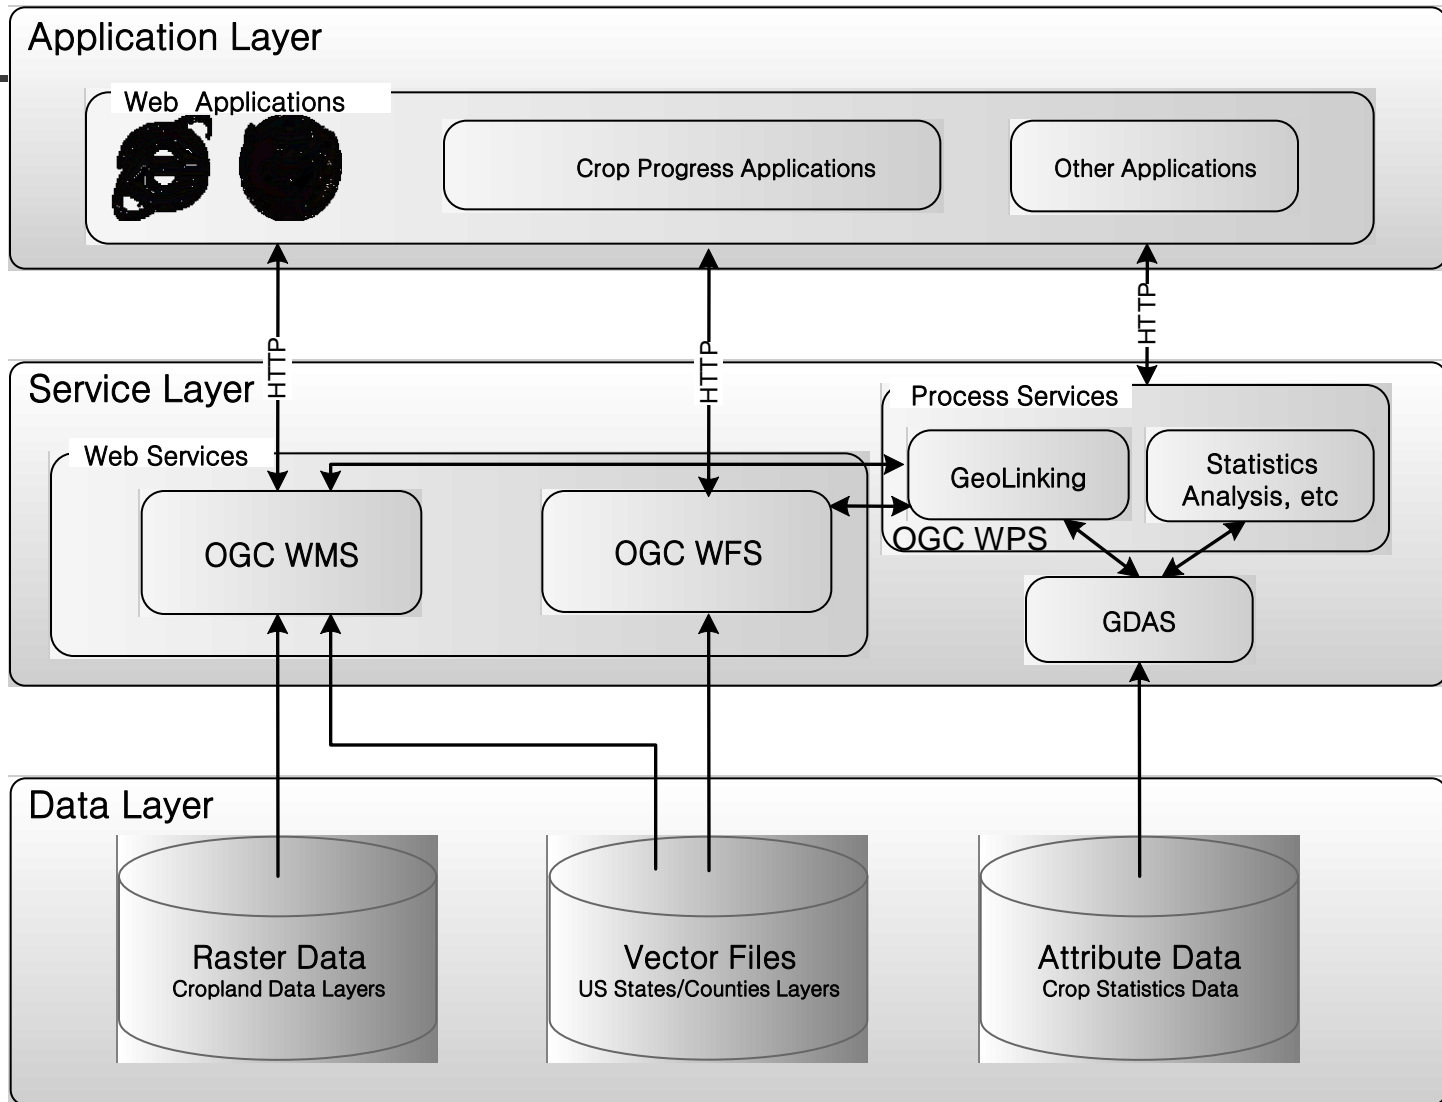 Application Layer
Web Applications
Crop Progress Applications
Other Applications
HTTP
HTTP
HTTP
Service Layer
Process Services
Web Services
GeoLinking
Statistics
Analysis, etc
OGC WMS
OGC WFS
OGC WPS
GDAS
Data Layer
Raster Data
Cropland Data Layers
Vector Files
US States/Counties Layers
Attribute Data
Crop Statistics Data